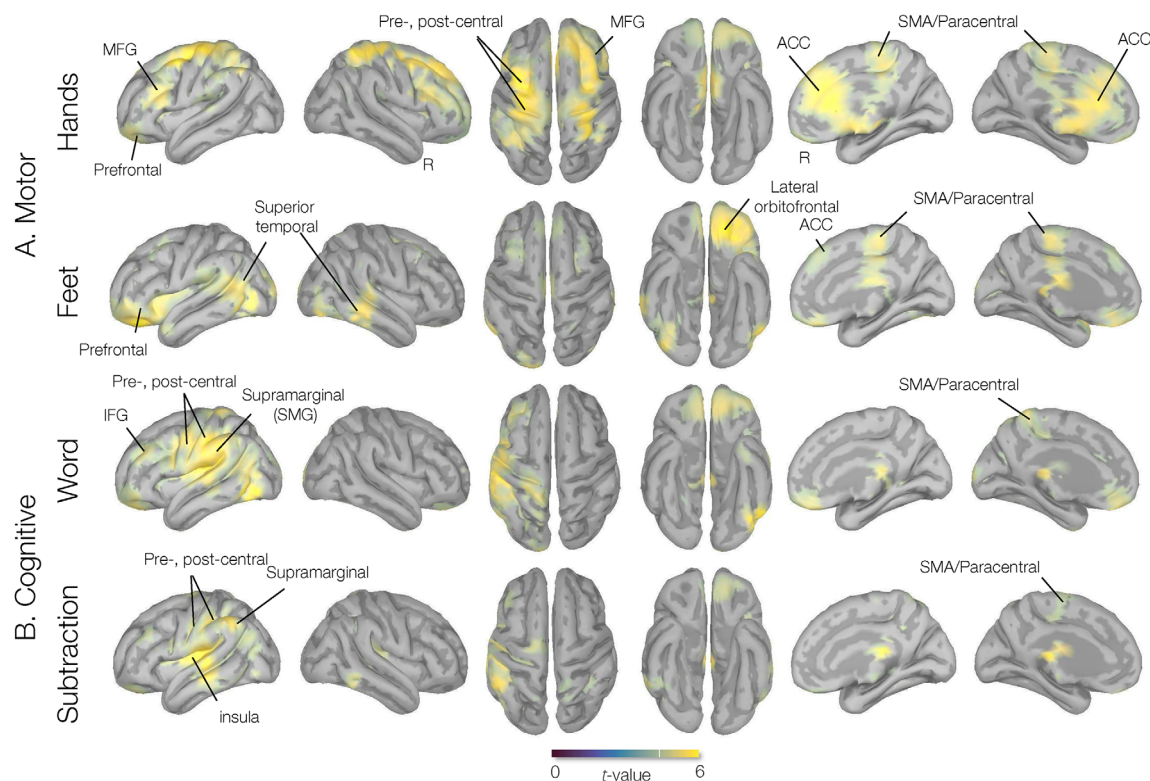 A. Motor
Hands
MFG
Prefrontal
R
Pre-, post-central
MFG
SMA/Paracentral
ACC
ACC
R
Feet
Superior
temporal
Prefrontal
Lateral
orbitofrontal
ACC
SMA/Paracentral
B. Cognitive
Word
Pre-, post-central
IFG
Supramarginal
(SMG)
SMA/Paracentral
Subtraction
Pre-, post-central
Supramarginal
insula
SMA/Paracentral
0
6
t-value